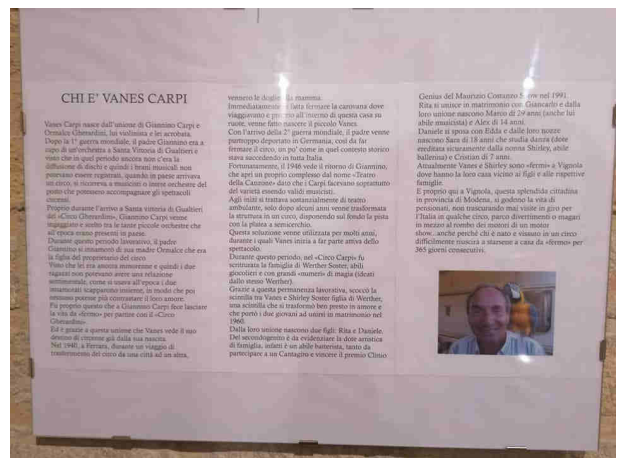 CHI E' VANES CARPI
Vanes Carpi nasce dall'unione di Giannino Carpi e
Ormalce Gherardini, lui violinista e lei acrobata.
Dopo la 1° guerra mondiale, il padre Giannino era a
capo di un'orchestra a Santa Vittoria di Gualtieri e
visto che in quel periodo ancora non c'era la
diffusione di dischi e quindi i brani musicali non
potevano essere registrati, quando in paese arrivava
un circo, si ricorreva a musicisti o intere orchestre del
posto che potessero accompagnare gli spettacoli
circensi.
Proprio durante l'arrivo a Santa vittoria di Gualtieri
del «Circo Gherardini», Giannino Carpi venne
ingaggiato e scelto tra le tante piccole orchestre che
all'epoca erano presenti in paese.
Durante questo periodo lavorativo, il padre
Giannino si innamorò di sua madre Ormalce che era
la figlia del proprietario del circo.
Visto che lei era ancora minorenne e quindi i due
ragazzi non potevano avere una relazione
sentimentale, come si usava all'epoca i due
innamorati scapparono insieme, in modo che poi
nessuno potesse più contrastare il loro amore.
Fu proprio questo che a Giannino Carpi fece lasciare
la vita da «fermo» per partire con il «Circo
Gherardini».
Ed è grazie a questa unione che Vanes vede il suo
destino di circense già dalla sua nascita.
Nel 1940, a Ferrara, durante un viaggio di
trasferimento del circo da una città ad un altra,
vennero le doglie alla mamma.
Immediatamente fu fatta fermare la carovana dove
viaggiavano e proprio all'interno di questa casa su
ruote, venne fatto nascere il piccolo Vanes.
Con l'arrivo della 2° guerra mondiale, il padre venne
purtroppo deportato in Germania, così da far
fermare il circo, un po' come in quel contesto storico
stava succedendo in tutta Italia.
Fortunatamente, il 1946 vede il ritorno di Giannino,
che aprì un proprio complesso dal nome «Teatro
della Canzone» dato che i Carpi facevano soprattutto
del varietà essendo validi musicisti.
Agli inizi si trattava sostanzialmente di teatro
ambulante, solo dopo alcuni anni venne trasformata
la struttura in un circo, disponendo sul fondo la pista
con la platea a semicerchio.
Questa soluzione venne utilizzata per molti anni,
durante i quali Vanes inizia a far parte attiva dello
spettacolo.
Durante questo periodo, nel «Circo Carpi» fu
scritturata la famiglia di Werther Soster, abili
giocolieri e con grandi «numeri» di magia (ideati
dallo stesso Werther).
Grazie a questa permanenza lavorativa, scoccò la
scintilla tra Vanes e Shirley Soster figlia di Werther,
una scintilla che si trasformò ben presto in amore e
che portò i due giovani ad unirsi in matrimonio nel
1960.
Dalla loro unione nascono due figli: Rita e Daniele.
Del secondogenito è da evidenziare la dote artistica
di famiglia, infatti è un abile batterista, tanto da
partecipare a un Cantagiro e vincere il premio Clinio
Genius del Maurizio Costanzo Show nel 1991.
Rita si unisce in matrimonio con Giancarlo e dalla
loro unione nascono Marco di 29 anni (anche lui
abile musicista) e Alex di 14 anni.
Daniele si sposa con Edda e dalle loro nozze
nascono Sara di 18 anni che studia danza (dote
ereditata sicuramente dalla nonna Shirley, abile
ballerina) e Cristian di 7 anni.
Attualmente Vanes e Shirley sono «fermi» a Vignola
dove hanno la loro casa vicino ai figli e alle rispettive
famiglie.
E proprio qui a Vignola, questa splendida cittadina
in provincia di Modena, si godono la vita di
pensionati, non trascurando mai visite in giro per
l'Italia in qualche circo, parco divertimenti o magari
in mezzo al rombo dei motori di un motor
show...anche perché chi è nato e vissuto in un circo
difficilmente riuscirà a starsene a casa da «fermo» per
365 giorni consecutivi.